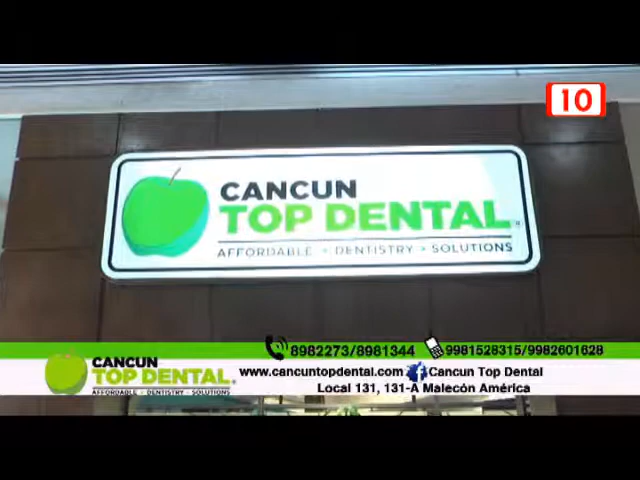 10
CANCUN
TOP DENTAL
AFFORDABLE • DENTISTRY • SOLUTIONS
8982273/8981344 9981528315/9982601628
CANCUN
TOP DENTAL.
AFFORDABLE • DENTISTRY • SOLUTIONS
www.cancuntopdental.com f Cancun Top Dental
Local 131, 131-A Malecón América